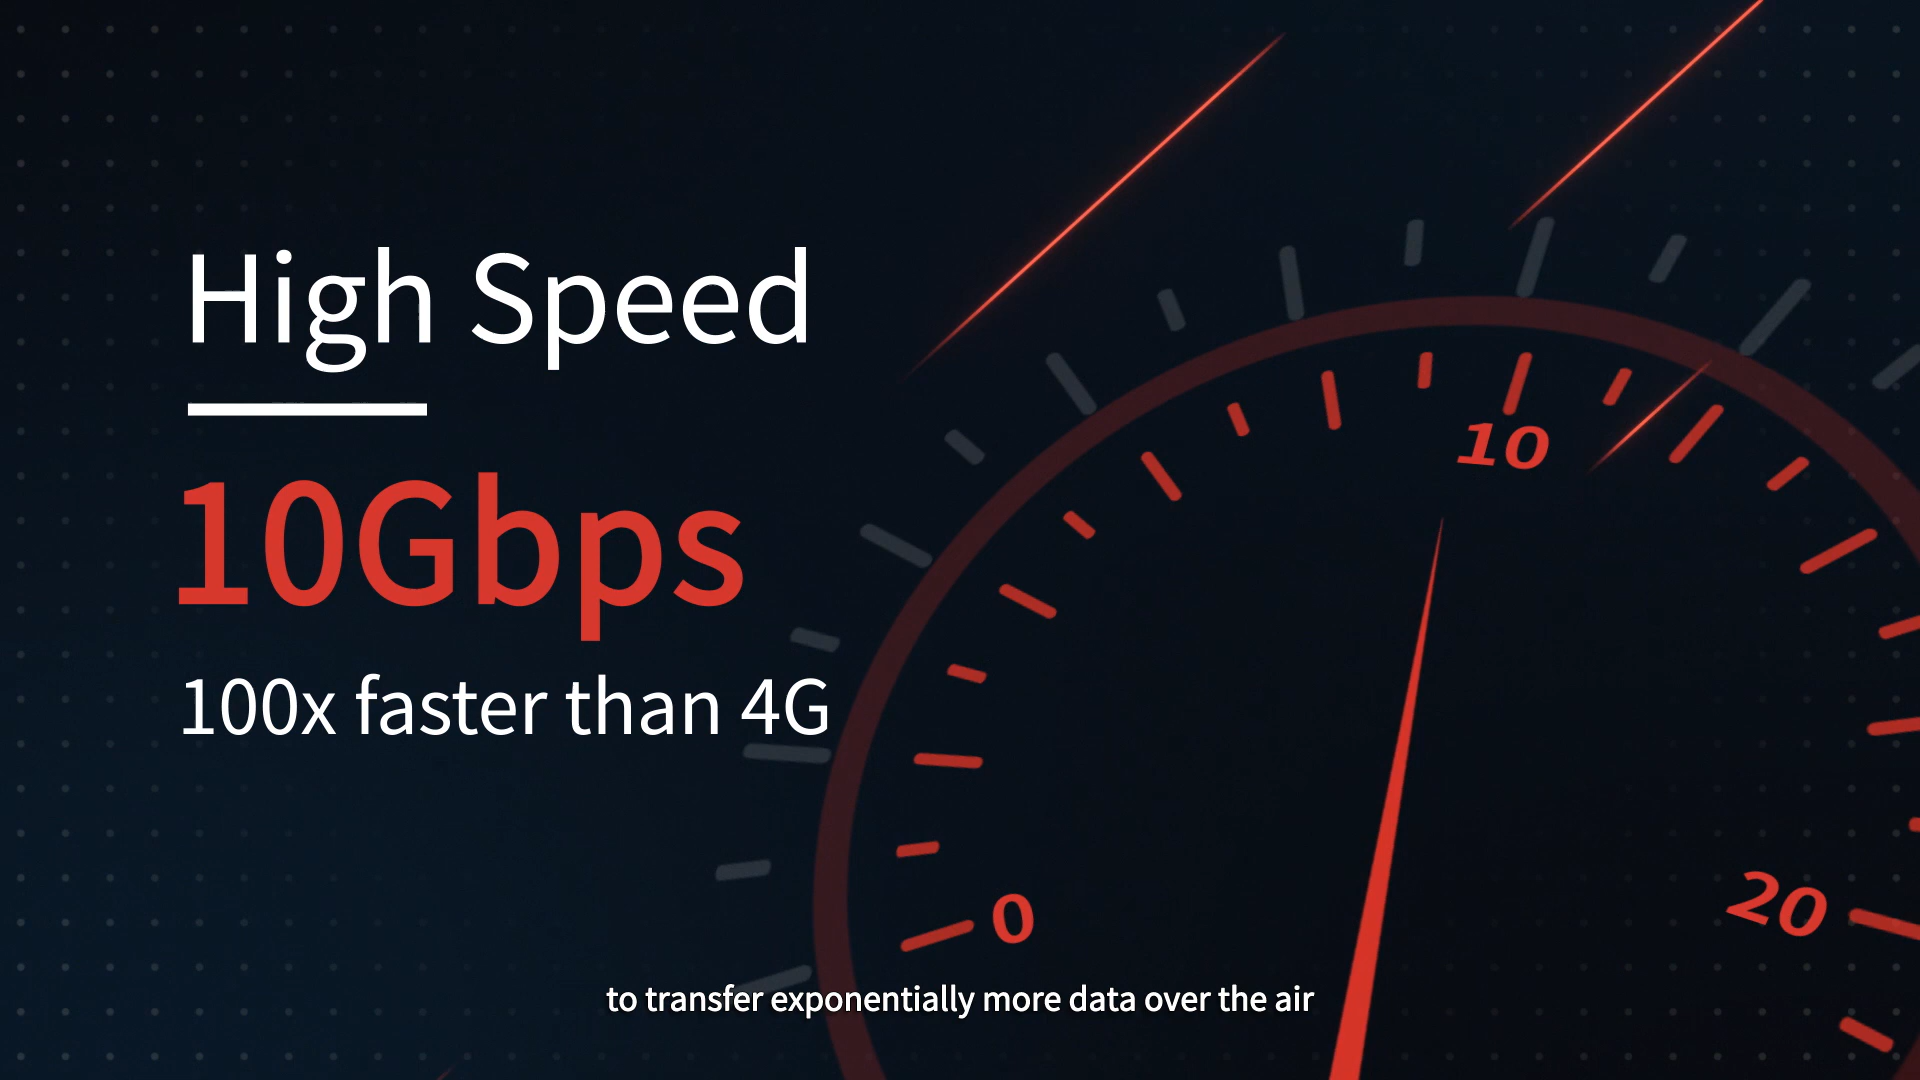 High Speed
10Gbps
100x faster than 4G
10
20
0
to transfer exponentially more data over the air